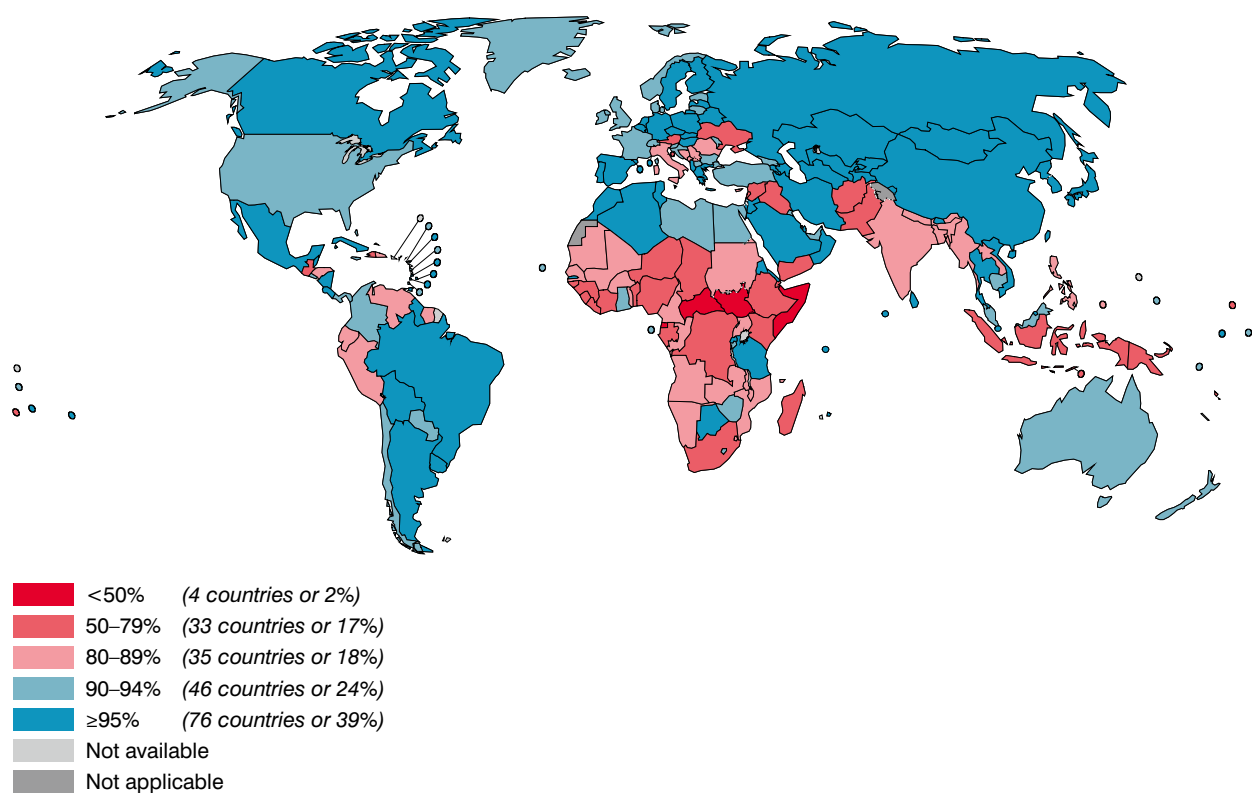 <50% (4 countries or 2%)
50–79% (33 countries or 17%)
80–89% (35 countries or 18%)
90–94% (46 countries or 24%)
≥95% (76 countries or 39%)
Not available
Not applicable